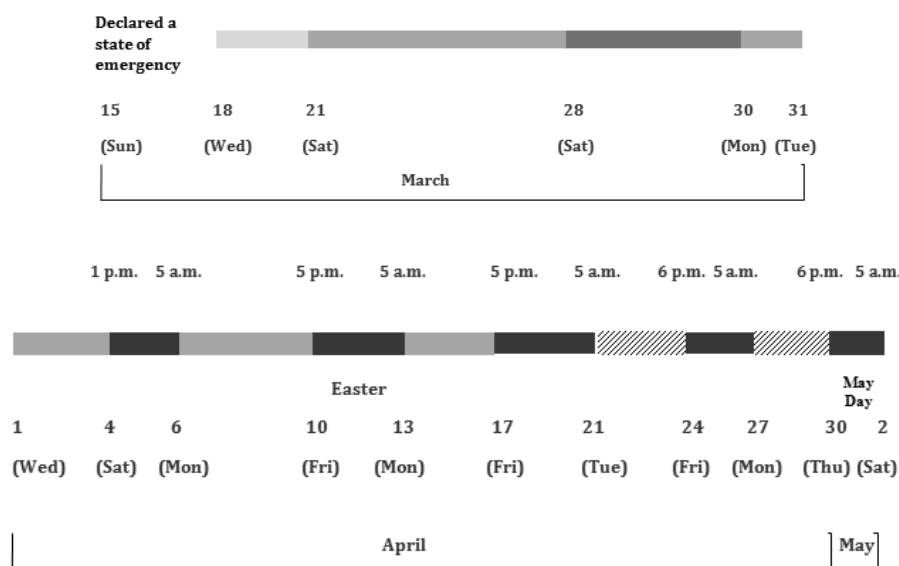 Declared a
state of
emergency
15 18 21 28 30 31
(Sun) (Wed) (Sat) (Sat) (Mon) (Tue)
March
1 p.m. 5 a.m. 5 p.m. 5 a.m. 5 p.m. 5 a.m. 6 p.m. 5 a.m. 6 p.m. 5 a.m.
Easter
May
Day
1 4 6 10 13 17 21 24 27 30 2
(Wed) (Sat) (Mon) (Fri) (Mon) (Fri) (Tue) (Fri) (Mon) (Thu) (Sat)
April May